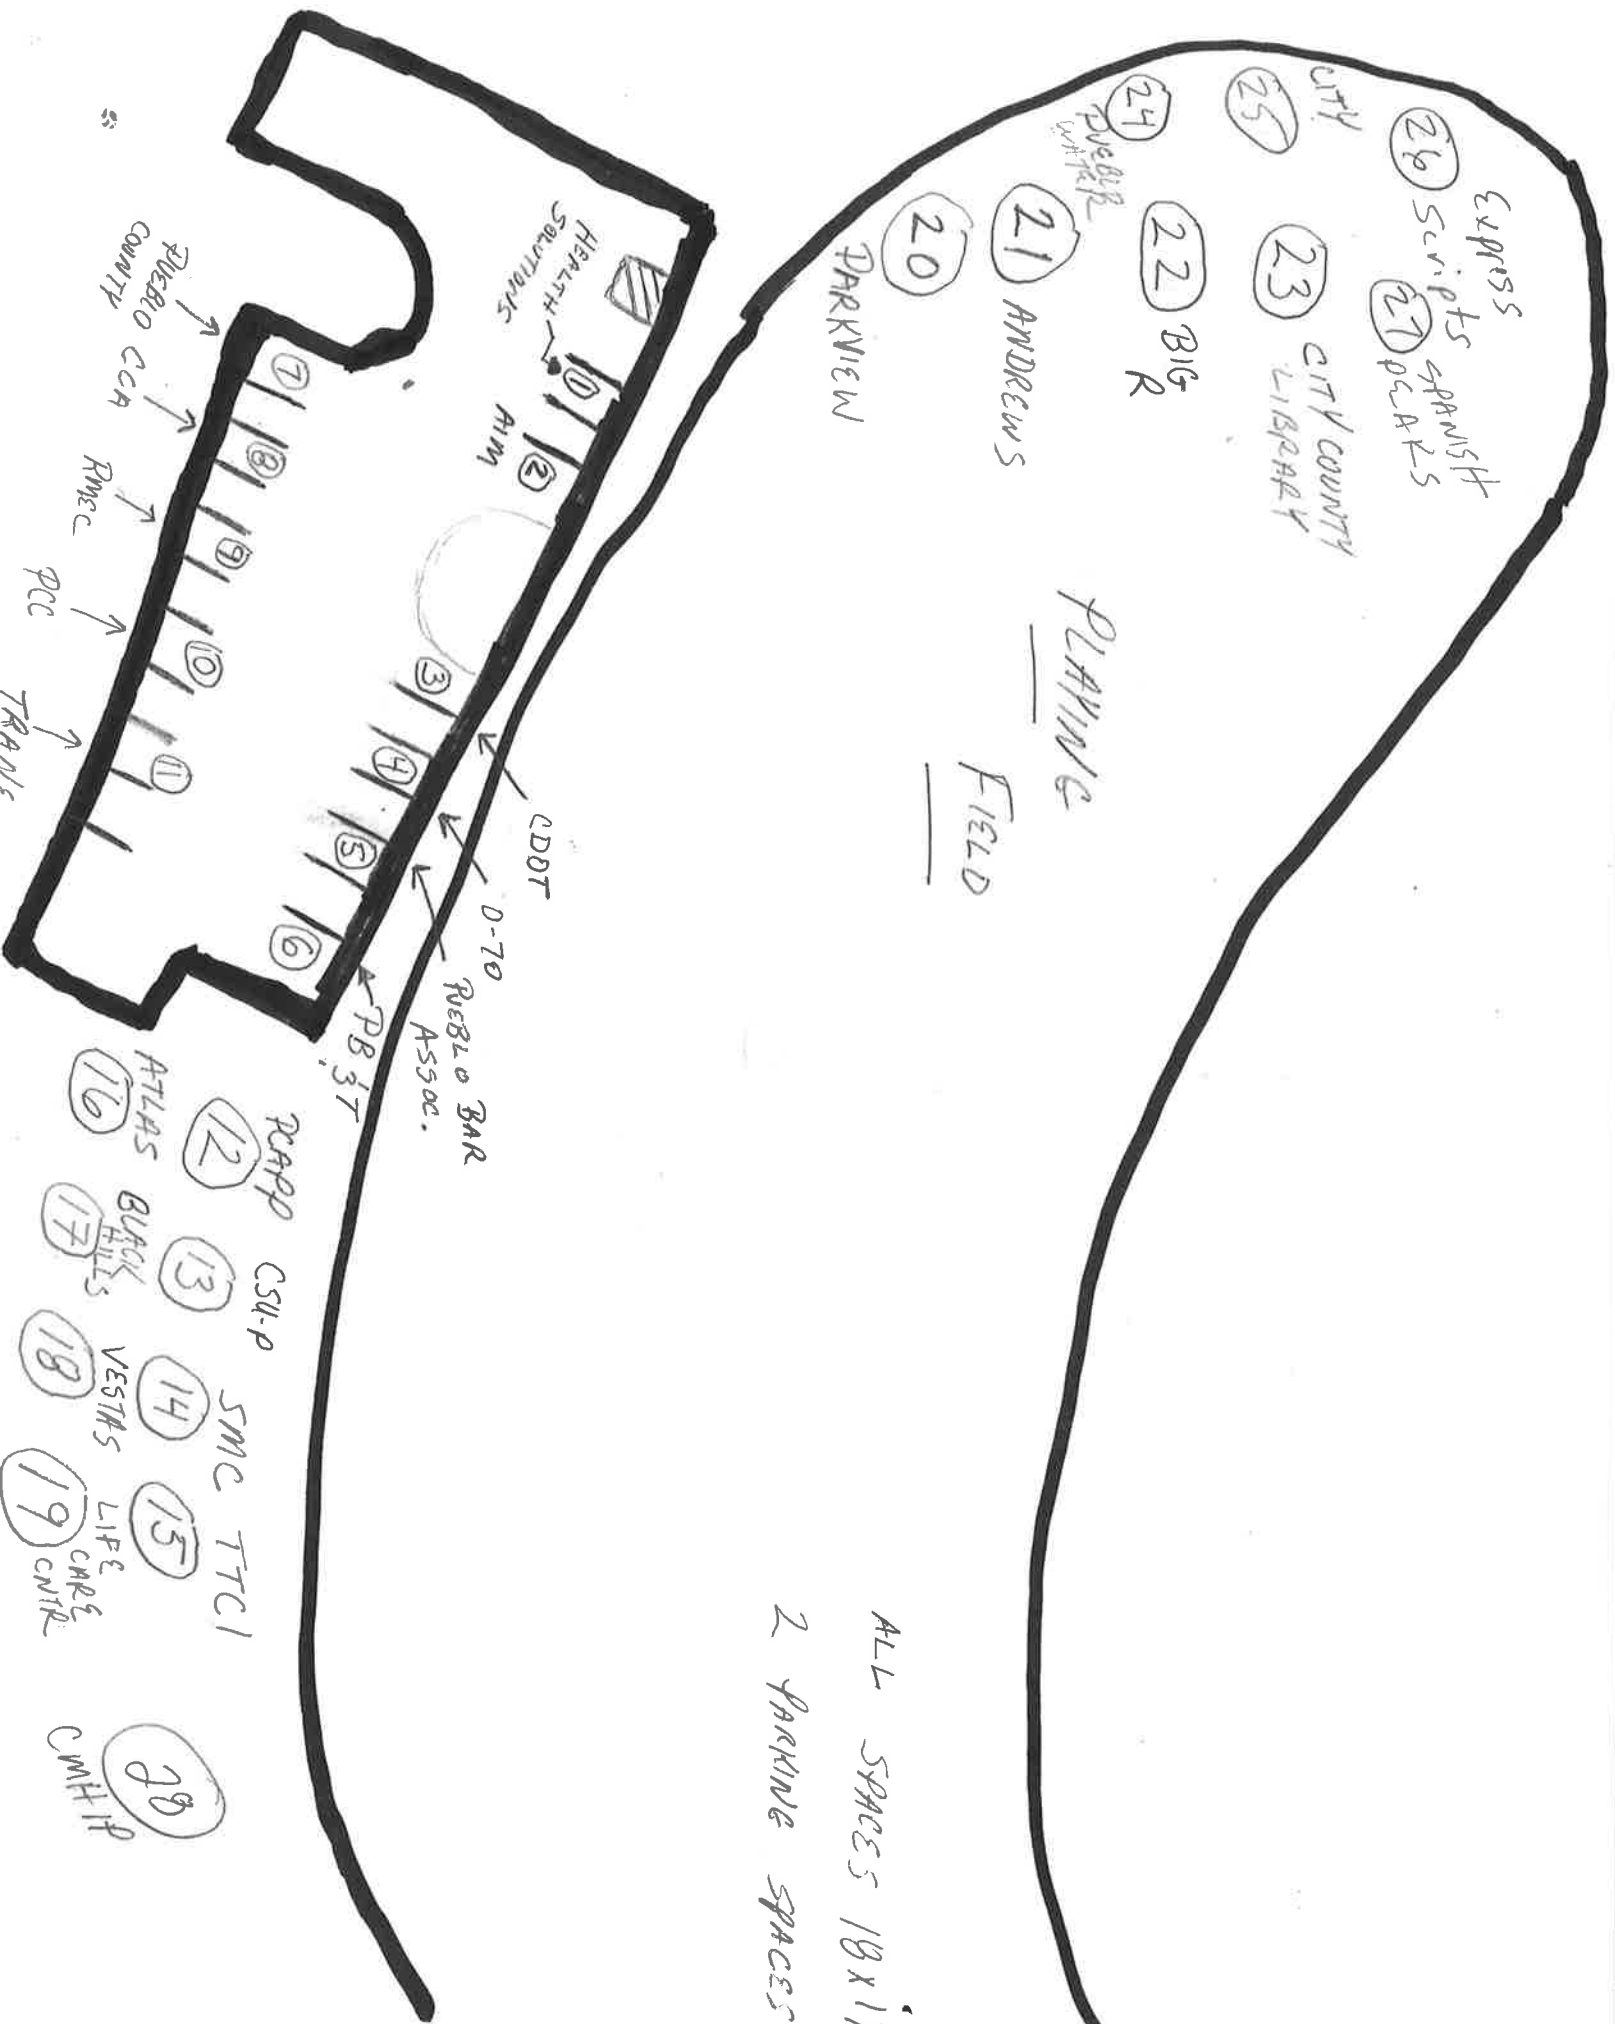 EXPRESS
26 Scripts
CITY
25
27 SPANISH
PEAKS
23 CITY COUNTY
LIBRARY
24
PUEBLO
WATER
22 BIG
R
21 ANDREWS
20
PARKVIEW
PLAYING
FIELD
ALL SPACES 18 X
2 PARKING SPACES
HEALTH
SOLUTIONS
1
AIM
2
3
4
5
6
CDOT
D-70
PUEBLO BAR
ASSOC.
PB & T
7
8
9
10
11
PUEBLO
COUNTY
CCA
RMEC
PCC
TRANE
PCAPP
12
CSU-P
13
SMC
14
TTCI
15
ATLAS
16
BLACK
HILLS
17
VESTAS
18
LIFE
CARE
CNTR
19
28
CMHIP